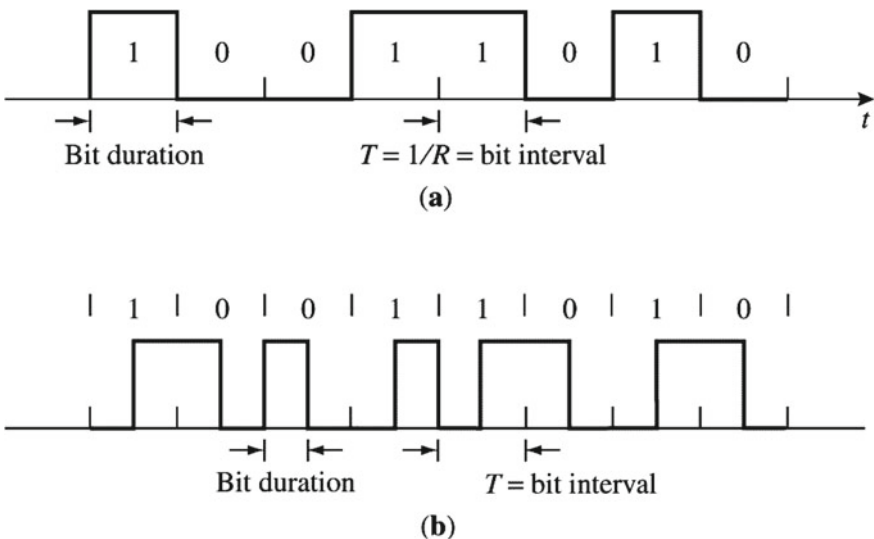 1 0 0 1 1 0 1 0
t
Bit duration T = 1/R = bit interval
(a)
1 0 0 1 1 0 1 0
Bit duration T = bit interval
(b)